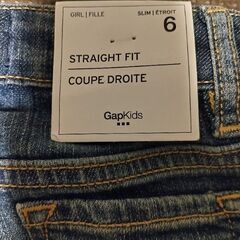 GIRL | FILLE
SLIM | ÉTROIT
6
STRAIGHT FIT
COUPE DROITE
GapKids